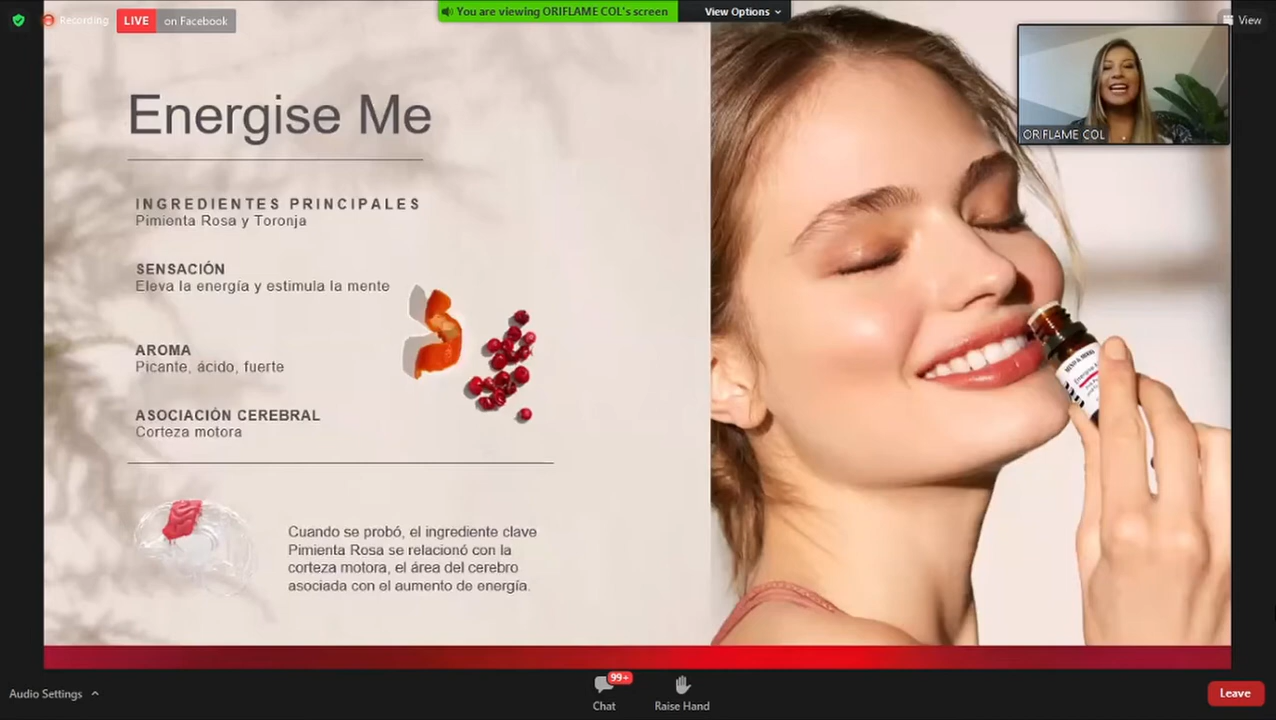 Recording
LIVE on Facebook
You are viewing ORIFLAME COL's screen
View Options
View
ORIFLAME COL
Energise Me
INGREDIENTES PRINCIPALES
Pimienta Rosa y Toronja
SENSACIÓN
Eleva la energía y estimula la mente
AROMA
Picante, ácido, fuerte
ASOCIACIÓN CEREBRAL
Corteza motora
Cuando se probó, el ingrediente clave
Pimienta Rosa se relacionó con la
corteza motora, el área del cerebro
asociada con el aumento de energía.
Audio Settings
99+
Chat
Raise Hand
Leave